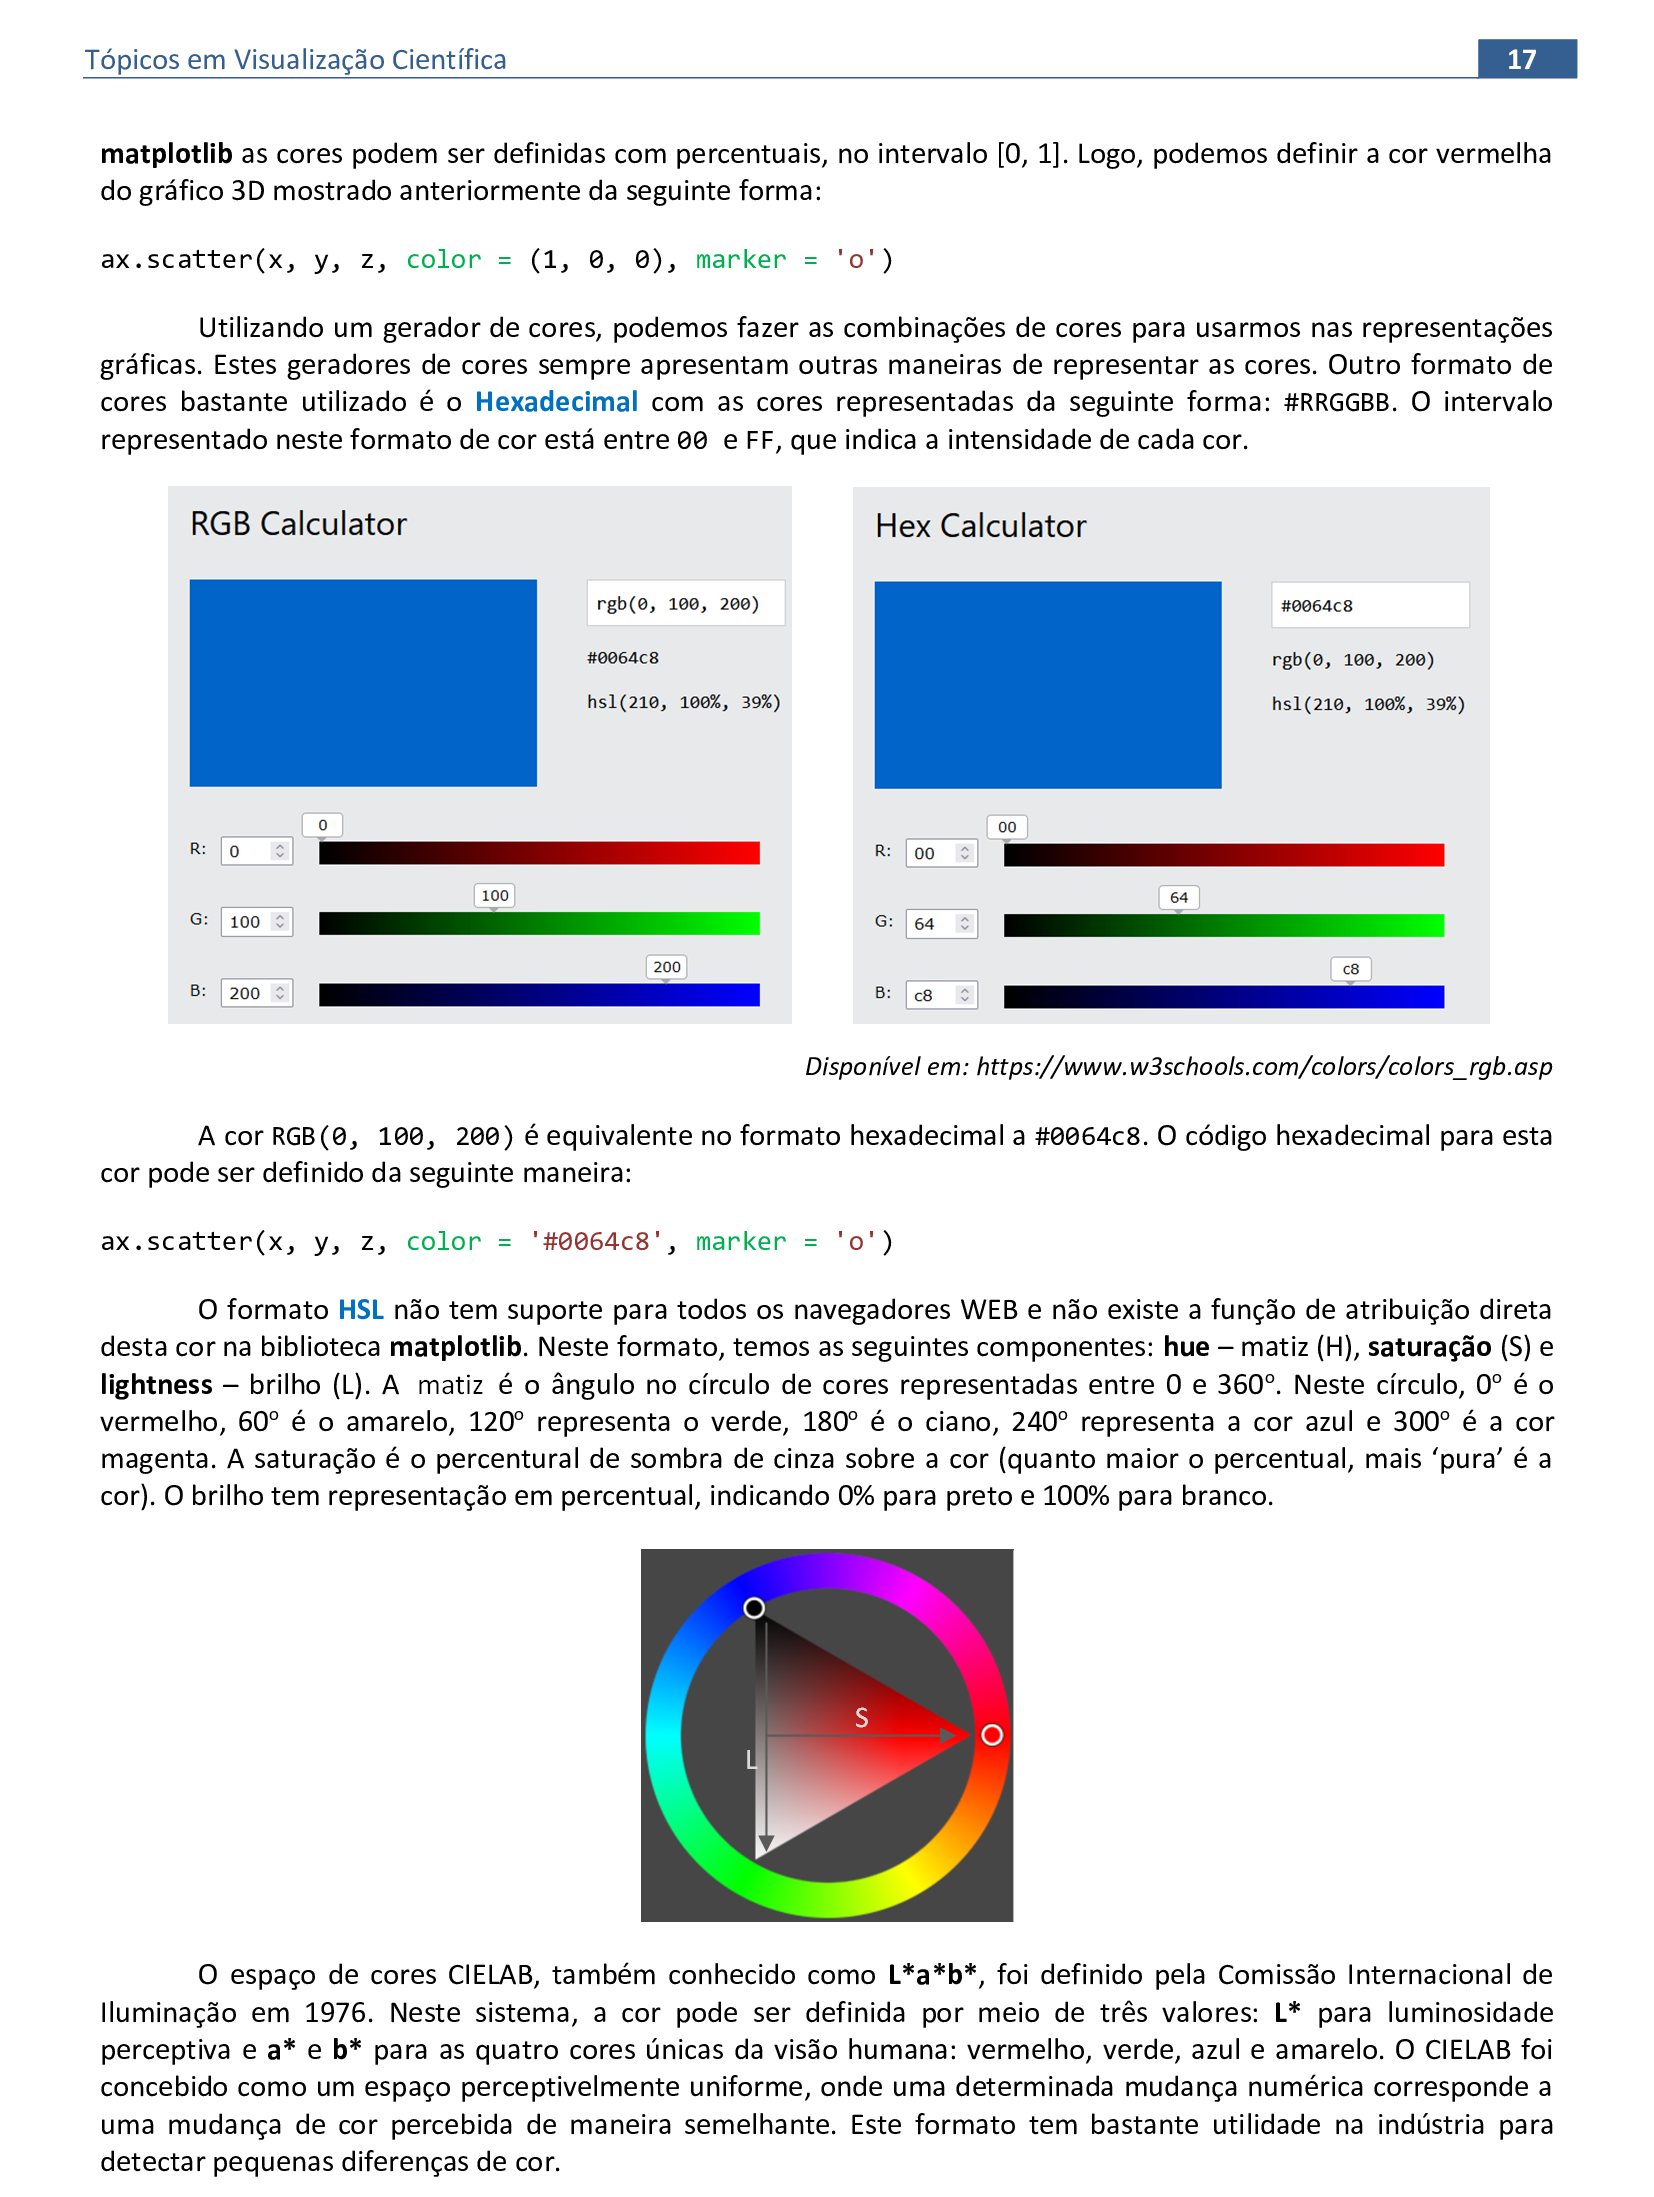 Tópicos em Visualização Científica 17
matplotlib as cores podem ser definidas com percentuais, no intervalo [0, 1]. Logo, podemos definir a cor vermelha
do gráfico 3D mostrado anteriormente da seguinte forma:
ax.scatter(x, y, z, color = (1, 0, 0), marker = 'o')
Utilizando um gerador de cores, podemos fazer as combinações de cores para usarmos nas representações
gráficas. Estes geradores de cores sempre apresentam outras maneiras de representar as cores. Outro formato de
cores bastante utilizado é o Hexadecimal com as cores representadas da seguinte forma: #RRGGBB. O intervalo
representado neste formato de cor está entre 00 e FF, que indica a intensidade de cada cor.
RGB Calculator
rgb(0, 100, 200)
#0064c8
hsl(210, 100%, 39%)
0
R: 0
100
G: 100
200
B: 200
Hex Calculator
#0064c8
rgb(0, 100, 200)
hsl(210, 100%, 39%)
00
R: 00
64
G: 64
c8
B: c8
Disponível em: https://www.w3schools.com/colors/colors_rgb.asp
A cor RGB(0, 100, 200) é equivalente no formato hexadecimal a #0064c8. O código hexadecimal para esta
cor pode ser definido da seguinte maneira:
ax.scatter(x, y, z, color = '#0064c8', marker = 'o')
O formato HSL não tem suporte para todos os navegadores WEB e não existe a função de atribuição direta
desta cor na biblioteca matplotlib. Neste formato, temos as seguintes componentes: hue – matiz (H), saturação (S) e
lightness – brilho (L). A matiz é o ângulo no círculo de cores representadas entre 0 e 360º. Neste círculo, 0º é o
vermelho, 60º é o amarelo, 120º representa o verde, 180º é o ciano, 240º representa a cor azul e 300º é a cor
magenta. A saturação é o percentural de sombra de cinza sobre a cor (quanto maior o percentual, mais ‘pura’ é a
cor). O brilho tem representação em percentual, indicando 0% para preto e 100% para branco.
S
L
O espaço de cores CIELAB, também conhecido como L*a*b*, foi definido pela Comissão Internacional de
Iluminação em 1976. Neste sistema, a cor pode ser definida por meio de três valores: L* para luminosidade
perceptiva e a* e b* para as quatro cores únicas da visão humana: vermelho, verde, azul e amarelo. O CIELAB foi
concebido como um espaço perceptivelmente uniforme, onde uma determinada mudança numérica corresponde a
uma mudança de cor percebida de maneira semelhante. Este formato tem bastante utilidade na indústria para
detectar pequenas diferenças de cor.